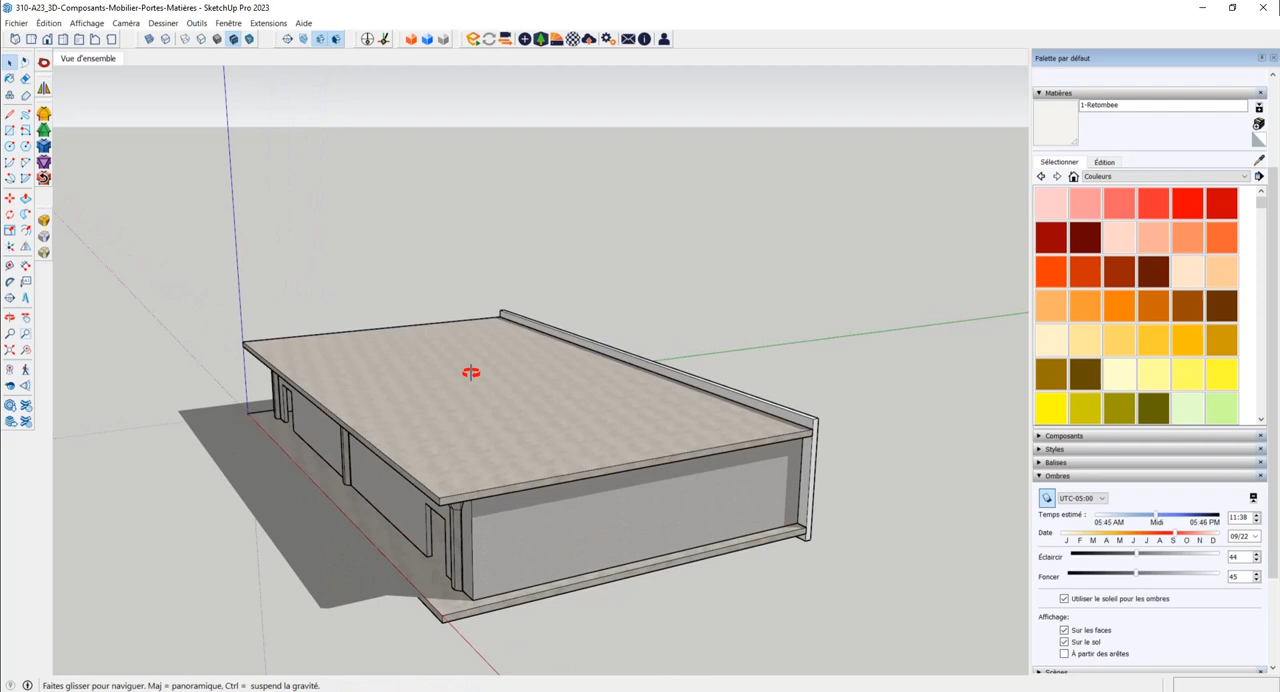 310-A23_3D-Composants-Mobilier-Portes-Matières - SketchUp Pro 2023
Fichier Édition Affichage Caméra Dessiner Outils Fenêtre Extensions Aide
Vue d'ensemble
Palette par défaut
Matières
1-Retombee
Sélectionner Édition
Couleurs
Composants
Styles
Balises
Ombres
UTC-05:00
Temps estimé :
05:45 AM Midi 05:46 PM
11:38
Date
J F M A M J J A S O N D
09/22
Éclaircir
44
Foncer
45
Utiliser le soleil pour les ombres
Affichage:
Sur les faces
Sur le sol
À partir des arêtes
Scènes
Faites glisser pour naviguer. Maj = panoramique, Ctrl = suspend la gravité.